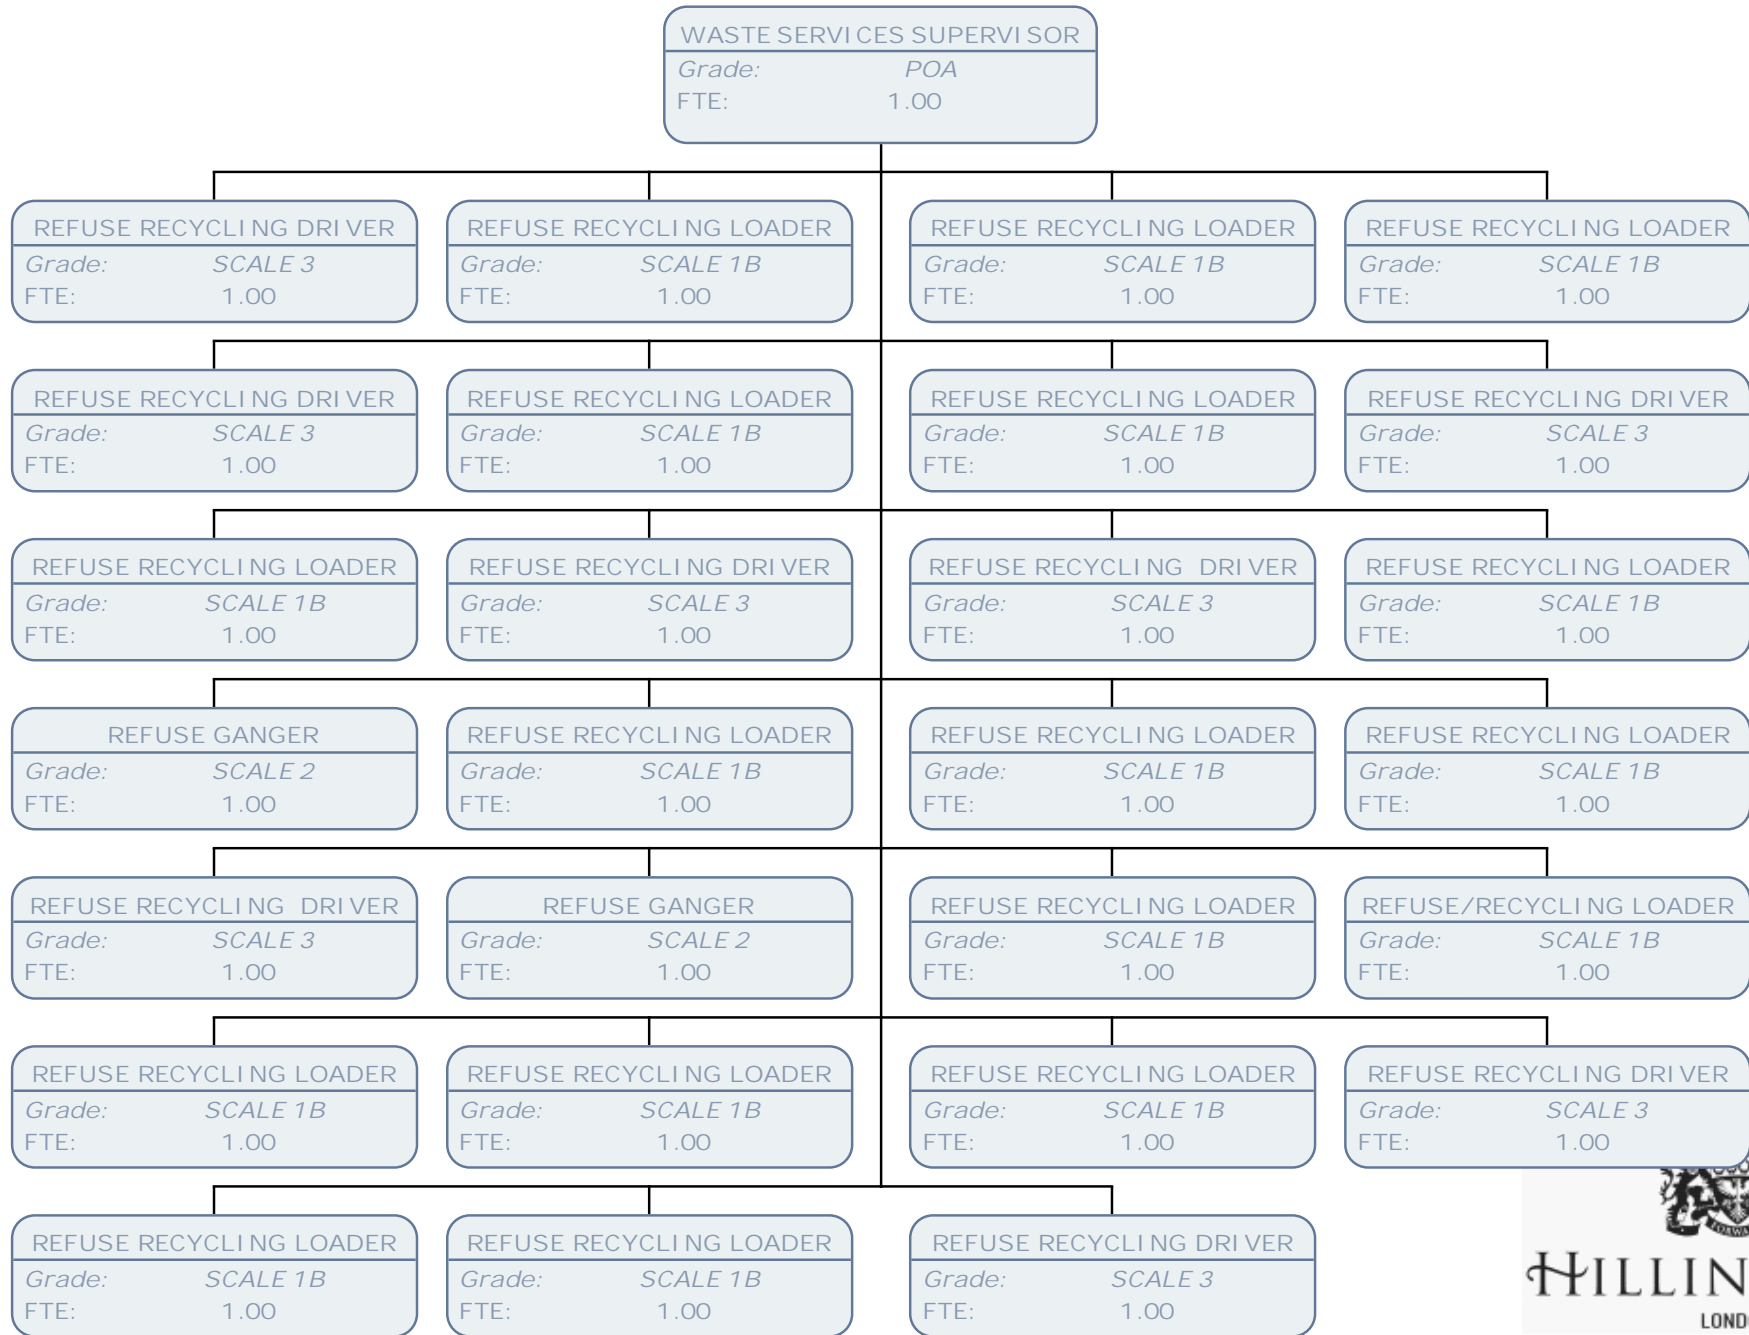 WASTE SERVICES SUPERVISOR
Grade: POA
FTE: 1.00
REFUSE RECYCLING DRIVER
Grade: SCALE 3
FTE: 1.00
REFUSE RECYCLING LOADER
Grade: SCALE 1B
FTE: 1.00
REFUSE RECYCLING LOADER
Grade: SCALE 1B
FTE: 1.00
REFUSE RECYCLING LOADER
Grade: SCALE 1B
FTE: 1.00
REFUSE RECYCLING DRIVER
Grade: SCALE 3
FTE: 1.00
REFUSE RECYCLING LOADER
Grade: SCALE 1B
FTE: 1.00
REFUSE RECYCLING LOADER
Grade: SCALE 1B
FTE: 1.00
REFUSE RECYCLING DRIVER
Grade: SCALE 3
FTE: 1.00
REFUSE RECYCLING LOADER
Grade: SCALE 1B
FTE: 1.00
REFUSE RECYCLING DRIVER
Grade: SCALE 3
FTE: 1.00
REFUSE RECYCLING DRIVER
Grade: SCALE 3
FTE: 1.00
REFUSE RECYCLING LOADER
Grade: SCALE 1B
FTE: 1.00
REFUSE GANGER
Grade: SCALE 2
FTE: 1.00
REFUSE RECYCLING LOADER
Grade: SCALE 1B
FTE: 1.00
REFUSE RECYCLING LOADER
Grade: SCALE 1B
FTE: 1.00
REFUSE RECYCLING LOADER
Grade: SCALE 1B
FTE: 1.00
REFUSE RECYCLING DRIVER
Grade: SCALE 3
FTE: 1.00
REFUSE GANGER
Grade: SCALE 2
FTE: 1.00
REFUSE RECYCLING LOADER
Grade: SCALE 1B
FTE: 1.00
REFUSE/RECYCLING LOADER
Grade: SCALE 1B
FTE: 1.00
REFUSE RECYCLING LOADER
Grade: SCALE 1B
FTE: 1.00
REFUSE RECYCLING LOADER
Grade: SCALE 1B
FTE: 1.00
REFUSE RECYCLING LOADER
Grade: SCALE 1B
FTE: 1.00
REFUSE RECYCLING DRIVER
Grade: SCALE 3
FTE: 1.00
REFUSE RECYCLING LOADER
Grade: SCALE 1B
FTE: 1.00
REFUSE RECYCLING LOADER
Grade: SCALE 1B
FTE: 1.00
REFUSE RECYCLING DRIVER
Grade: SCALE 3
FTE: 1.00
HILLIN
LOND